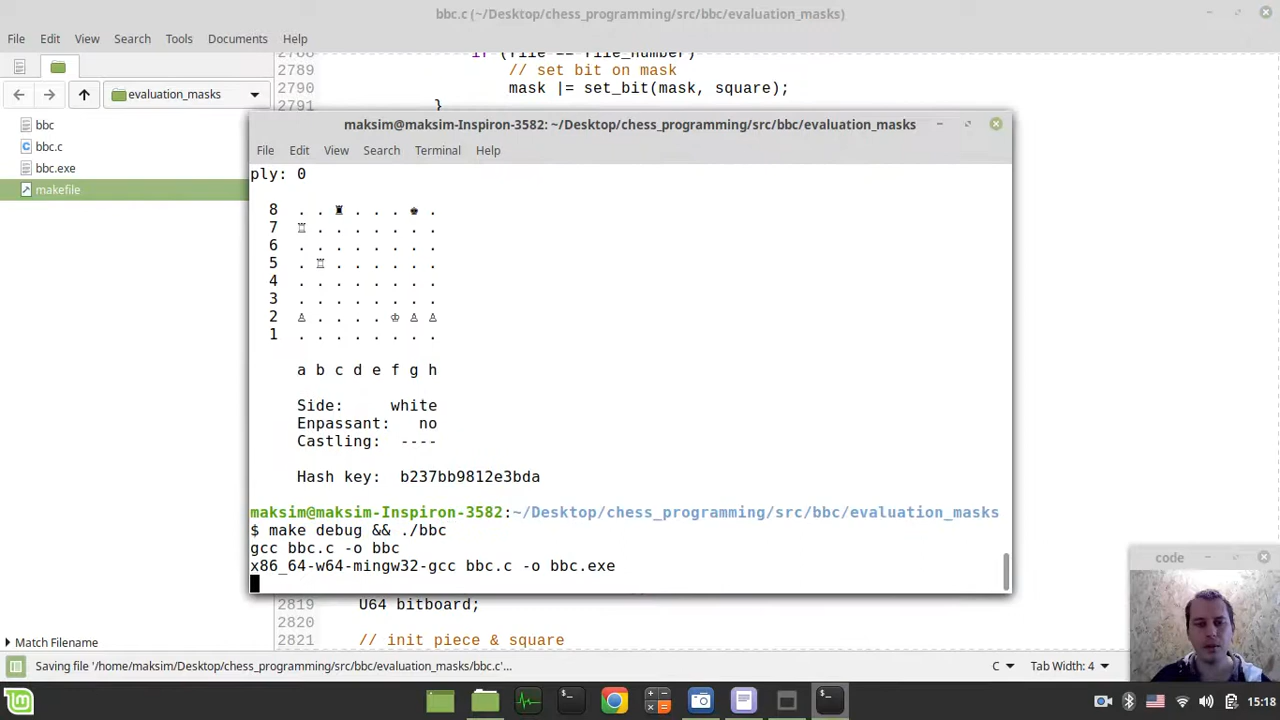 bbc.c (~/Desktop/chess_programming/src/bbc/evaluation_masks)
File Edit View Search Tools Documents Help
evaluation_masks
bbc
bbc.c
bbc.exe
makefile
Match Filename
2788 if (file == file_number)
2789 // set bit on mask
2790 mask |= set_bit(mask, square);
2791 }
maksim@maksim-Inspiron-3582: ~/Desktop/chess_programming/src/bbc/evaluation_masks
File Edit View Search Terminal Help
ply: 0
8 . . ♜ . . . ♚ .
7 ♖ . . . . . . .
6 . . . . . . . .
5 . ♖ . . . . . .
4 . . . . . . . .
3 . . . . . . . .
2 ♙ . . . . ♔ ♙ ♙
1 . . . . . . . .
a b c d e f g h
Side: white
Enpassant: no
Castling: ----
Hash key: b237bb9812e3bda
maksim@maksim-Inspiron-3582:~/Desktop/chess_programming/src/bbc/evaluation_masks
$ make debug && ./bbc
gcc bbc.c -o bbc
x86_64-w64-mingw32-gcc bbc.c -o bbc.exe
2819 U64 bitboard;
2820
2821 // init piece & square
code
Saving file '/home/maksim/Desktop/chess_programming/src/bbc/evaluation_masks/bbc.c'...
C
Tab Width: 4
15:18